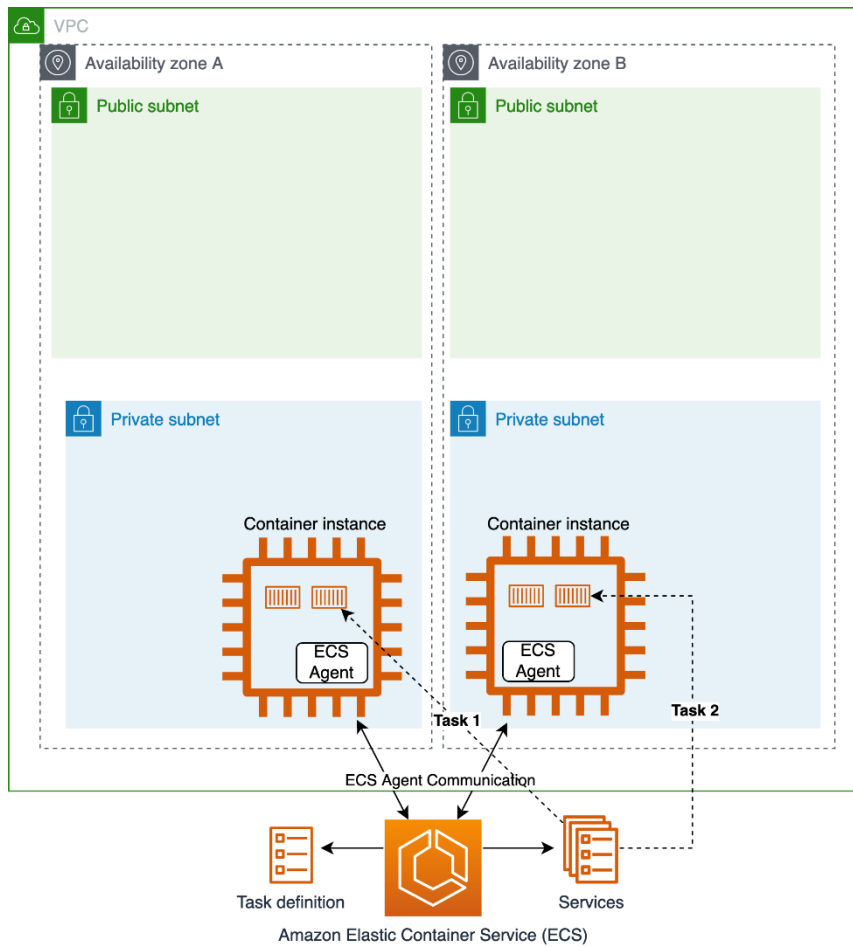 VPC
Availability zone A
Availability zone B
Public subnet
Public subnet
Private subnet
Private subnet
Container instance
Container instance
ECS
Agent
ECS
Agent
Task 1
Task 2
ECS Agent Communication
Task definition
Services
Amazon Elastic Container Service (ECS)